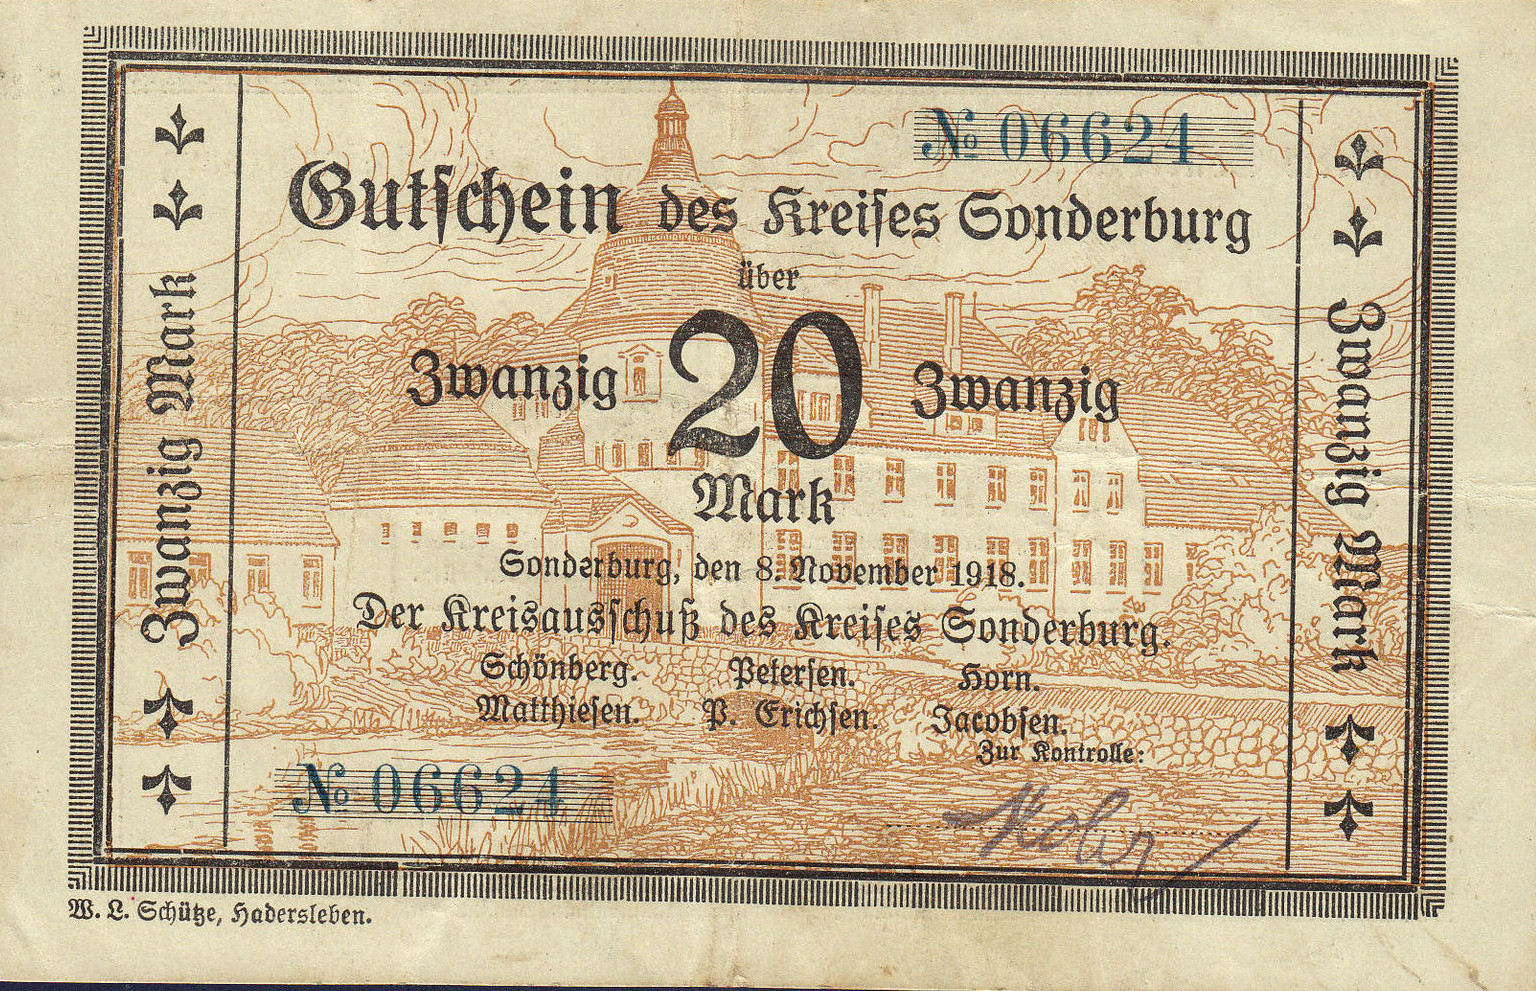 № 06624
Gutschein des Kreises Sonderburg
über
Zwanzig 20 Zwanzig
Mark
Sonderburg, den 8. November 1918.
Der Kreisausschuß des Kreises Sonderburg.
Schönberg. Petersen. Horn.
Matthiesen. P. Erichsen. Jacobsen.
Zur Kontrolle:
№ 06624
Zwanzig Mark
Zwanzig Mark
W. L. Schütze, Hadersleben.